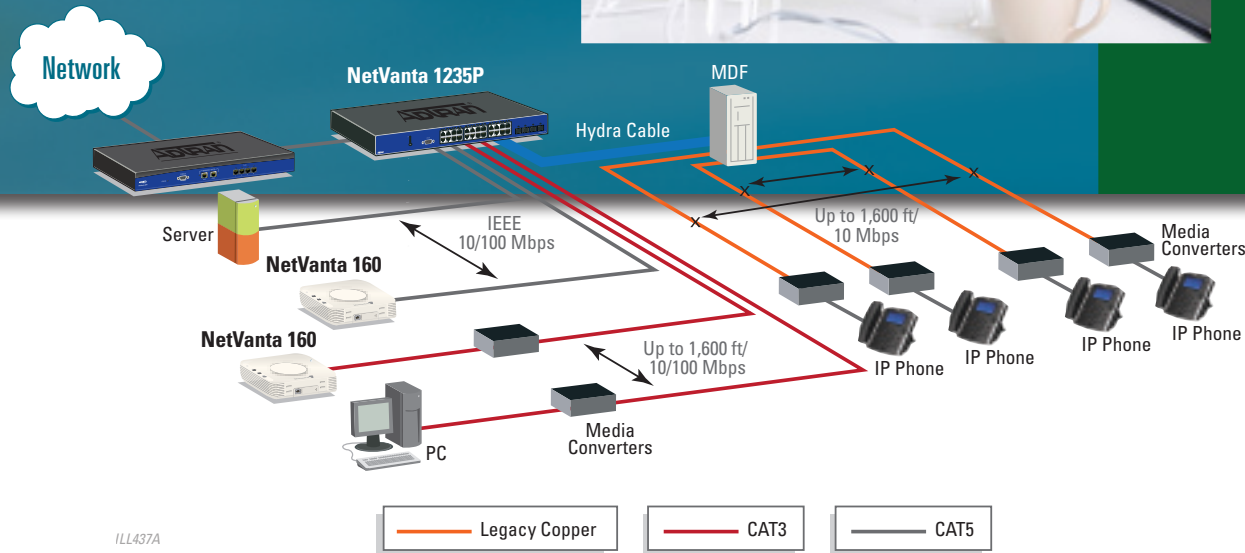 Network
NetVanta 1235P
MDF
ADTRAN
Hydra Cable
ADTRAN
Server
IEEE
10/100 Mbps
Up to 1,600 ft/
10 Mbps
Media
Converters
NetVanta 160
NetVanta 160
IP Phone
IP Phone
IP Phone
IP Phone
Up to 1,600 ft/
10/100 Mbps
PC
Media
Converters
Legacy Copper
CAT3
CAT5
ILL437A